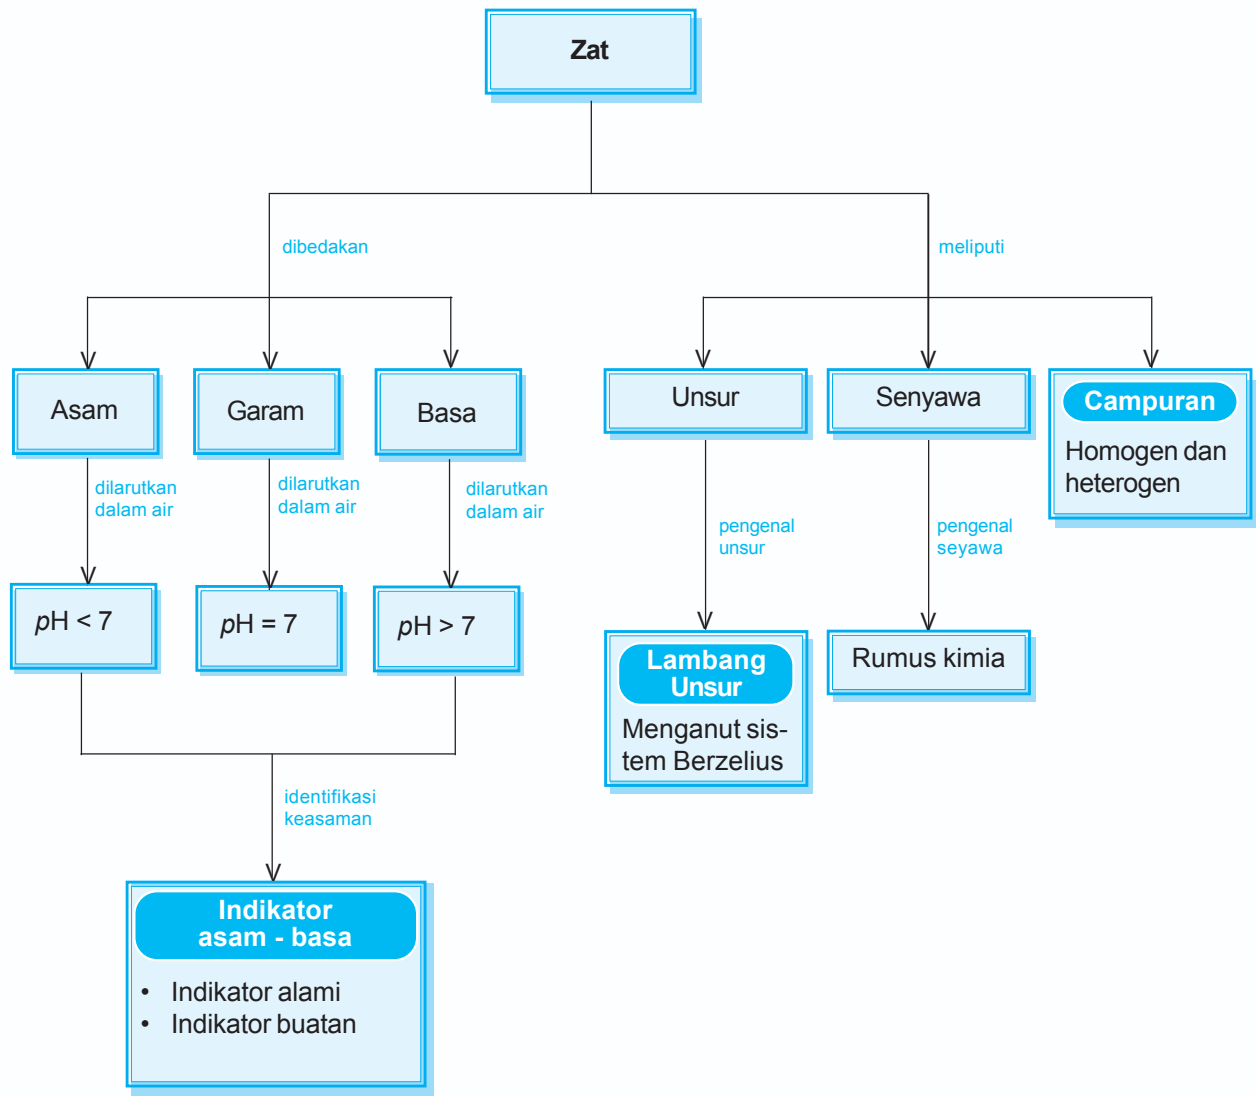 Zat
dibedakan
meliputi
Asam
Garam
Basa
Unsur
Senyawa
Campuran
Homogen dan
heterogen
dilarutkan
dalam air
dilarutkan
dalam air
dilarutkan
dalam air
pengenal
unsur
pengenal
seyawa
pH < 7
pH = 7
pH > 7
Lambang
Unsur
Menganut sis-
tem Berzelius
Rumus kimia
identifikasi
keasaman
Indikator
asam - basa
• Indikator alami
• Indikator buatan